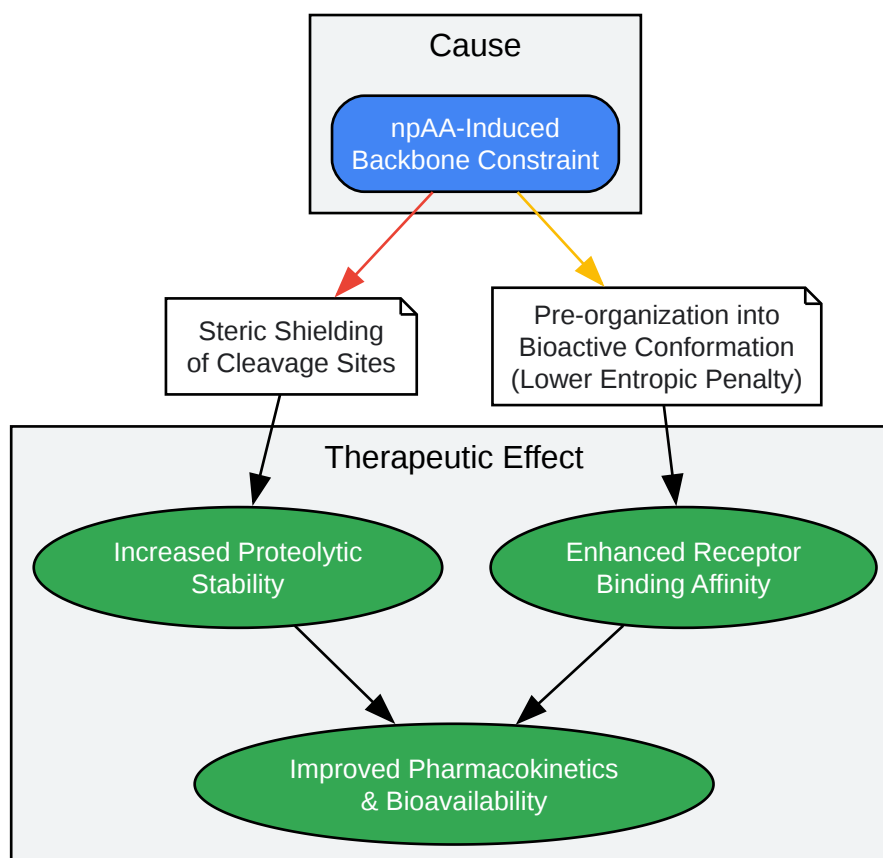 Cause
npAA-Induced
Backbone Constraint
Steric Shielding
of Cleavage Sites
Pre-organization into
Bioactive Conformation
(Lower Entropic Penalty)
Therapeutic Effect
Increased Proteolytic
Stability
Enhanced Receptor
Binding Affinity
Improved Pharmacokinetics
& Bioavailability